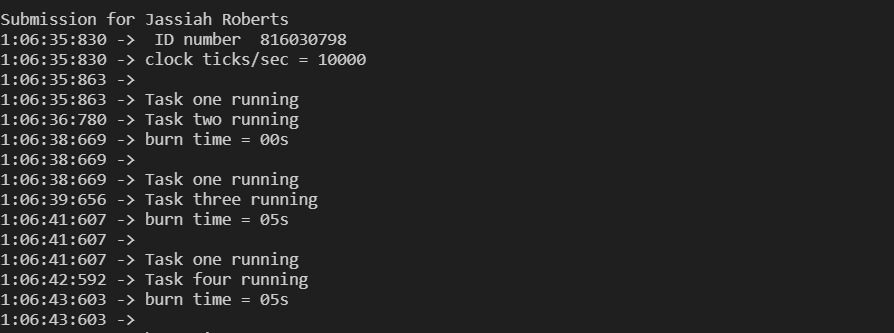 Submission for Jassiah Roberts
1:06:35:830 ->  ID number  816030798
1:06:35:830 -> clock ticks/sec = 10000
1:06:35:863 ->
1:06:35:863 -> Task one running
1:06:36:780 -> Task two running
1:06:38:669 -> burn time = 00s
1:06:38:669 ->
1:06:38:669 -> Task one running
1:06:39:656 -> Task three running
1:06:41:607 -> burn time = 05s
1:06:41:607 ->
1:06:41:607 -> Task one running
1:06:42:592 -> Task four running
1:06:43:603 -> burn time = 05s
1:06:43:603 ->